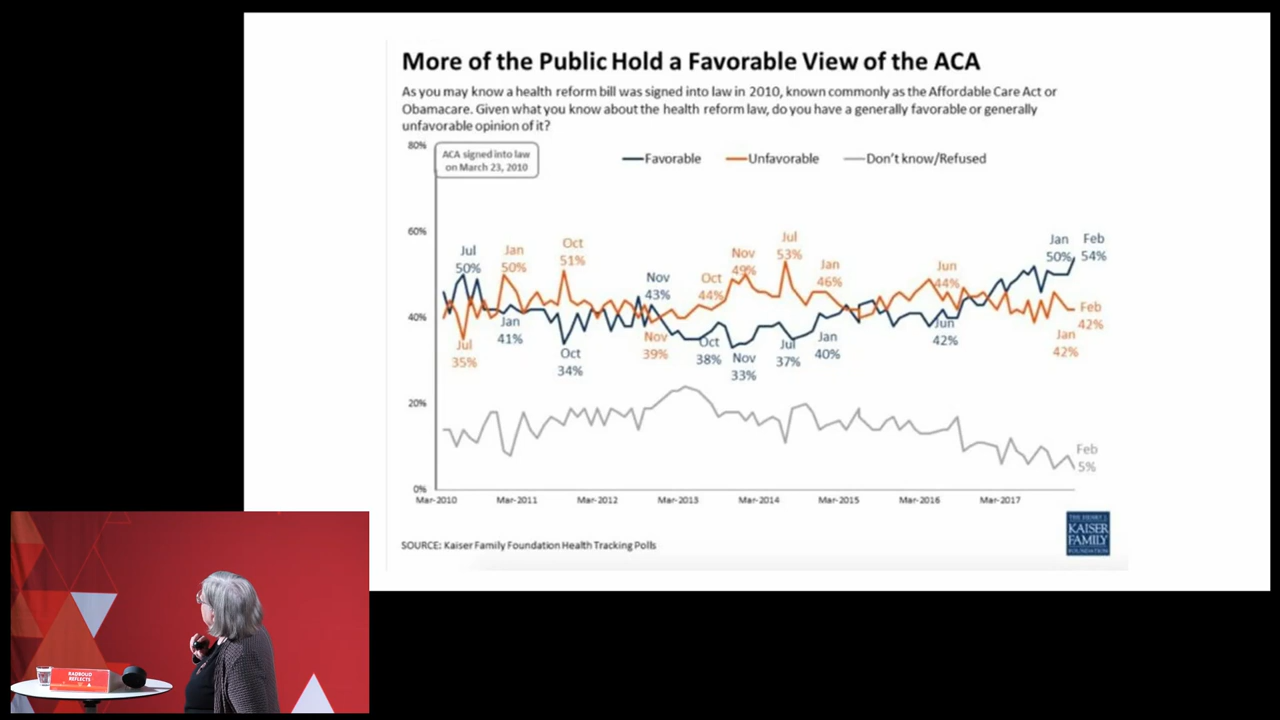 More of the Public Hold a Favorable View of the ACA
As you may know a health reform bill was signed into law in 2010, known commonly as the Affordable Care Act or
Obamacare. Given what you know about the health reform law, do you have a generally favorable or generally
unfavorable opinion of it?
80%
ACA signed into law
on March 23, 2010
Favorable
Unfavorable
Don't know/Refused
60%
Jul
50%
Jan
50%
Oct
51%
Nov
43%
Oct
44%
Nov
49%
Jul
53%
Jan
46%
Jun
44%
Jan
50%
Feb
54%
40%
Jul
35%
Jan
41%
Oct
34%
Nov
39%
Oct
38%
Nov
33%
Jul
37%
Jan
40%
Jun
42%
Jan
42%
Feb
42%
20%
Feb
5%
0%
Mar-2010
Mar-2011
Mar-2012
Mar-2013
Mar-2014
Mar-2015
Mar-2016
Mar-2017
SOURCE: Kaiser Family Foundation Health Tracking Polls
THE HENRY J.
KAISER
FAMILY
FOUNDATION
RADBOUD
REFLECTS